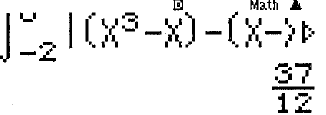 D Math ▲
∫-2 |(X³-X)-(X-
37
12